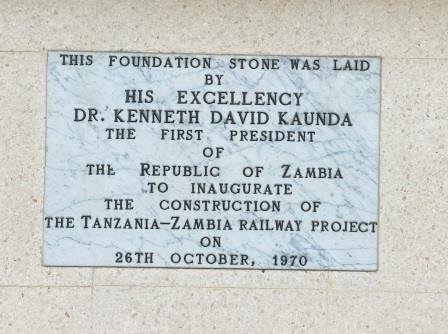 THIS FOUNDATION STONE WAS LAID
BY
HIS EXCELLENCY
DR. KENNETH DAVID KAUNDA
THE FIRST PRESIDENT
OF
THE REPUBLIC OF ZAMBIA
TO INAUGURATE
THE CONSTRUCTION OF
THE TANZANIA-ZAMBIA RAILWAY PROJECT
ON
26TH OCTOBER, 1970